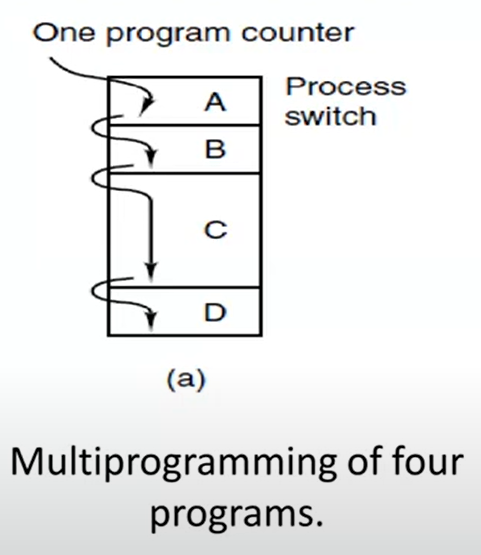 One program counter
Process
switch
A
B
C
D
(a)
Multiprogramming of four
programs.